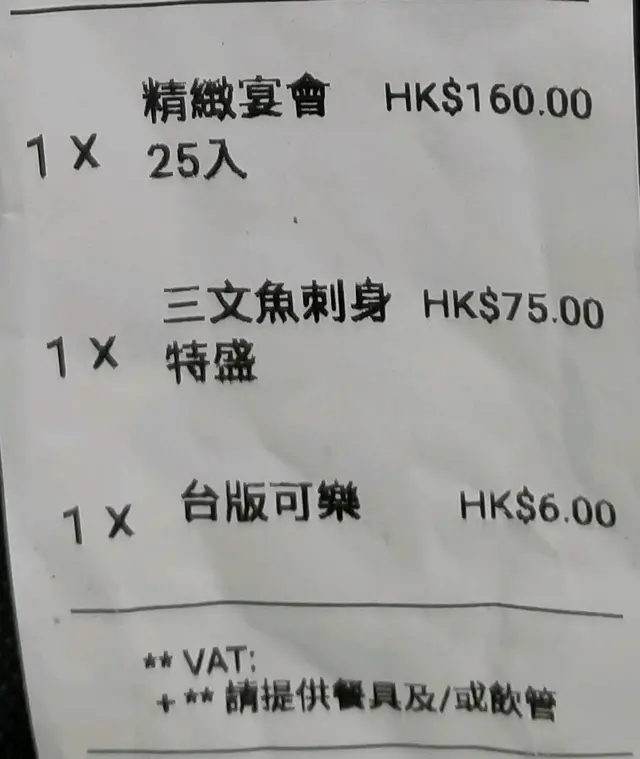 精緻宴會 HK$160.00
1 X 25入
三文魚刺身 HK$75.00
1 X 特盛
1 X 台版可樂 HK$6.00
** VAT:
+ ** 請提供餐具及/或飲管